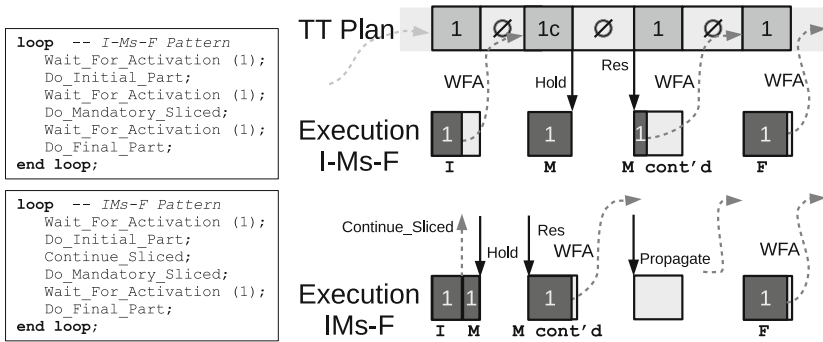 loop -- I-Ms-F Pattern
Wait_For_Activation (1);
Do_Initial_Part;
Wait_For_Activation (1);
Do_Mandatory_Sliced;
Wait_For_Activation (1);
Do_Final_Part;
end loop;
loop -- IMs-F Pattern
Wait_For_Activation (1);
Do_Initial_Part;
Continue_Sliced;
Do_Mandatory_Sliced;
Wait_For_Activation (1);
Do_Final_Part;
end loop;
TT Plan 1 Ø 1c Ø 1 Ø 1
WFA Hold Res WFA WFA
Execution I-Ms-F 1 1 1 1
I M M cont'd F
Continue_Sliced Hold Res WFA Propagate WFA
Execution IMs-F 1 1 1 1
I M M cont'd F